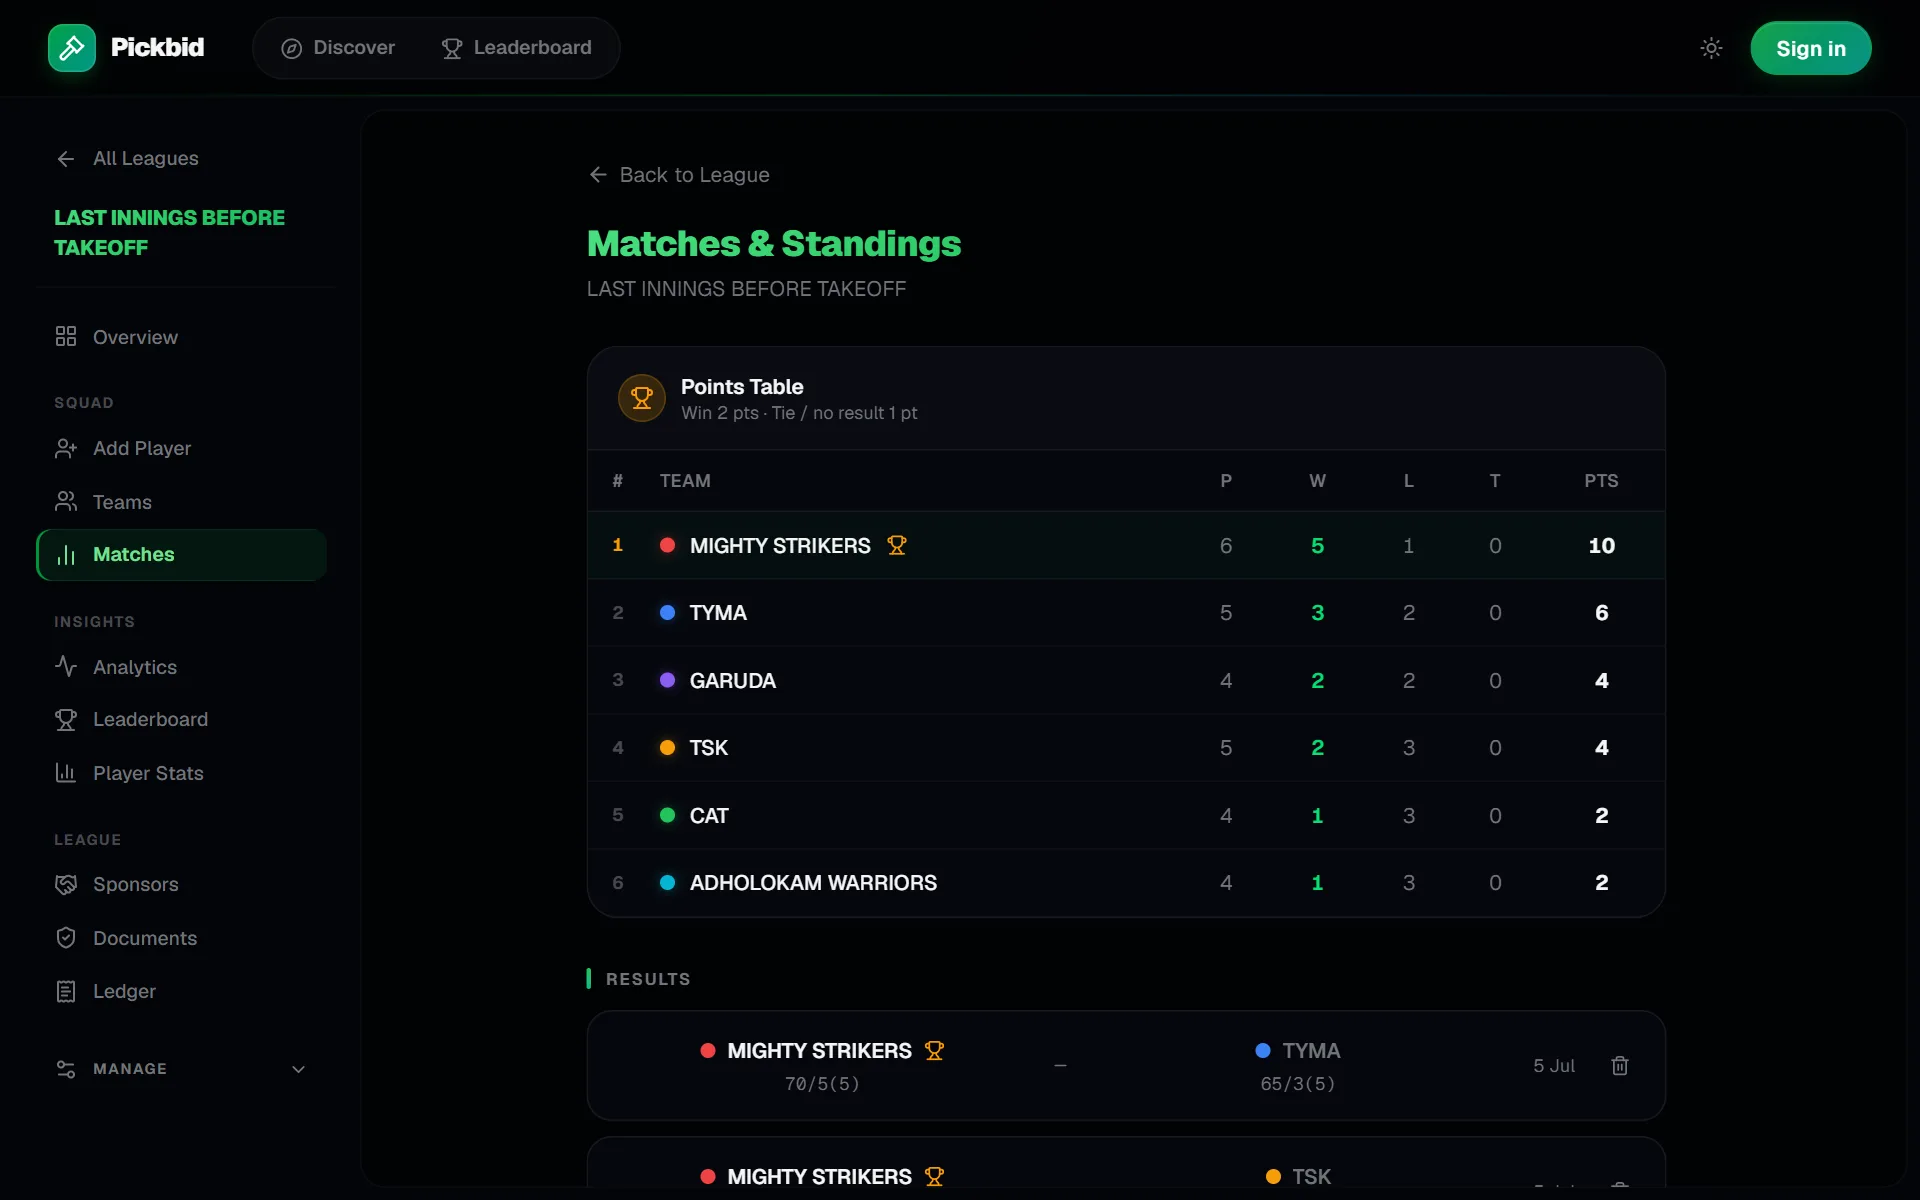 Pickbid
Discover
Leaderboard
Sign in
All Leagues
LAST INNINGS BEFORE
TAKEOFF
Overview
SQUAD
Add Player
Teams
Matches
INSIGHTS
Analytics
Leaderboard
Player Stats
LEAGUE
Sponsors
Documents
Ledger
MANAGE
Back to League
Matches & Standings
LAST INNINGS BEFORE TAKEOFF
Points Table
Win 2 pts · Tie / no result 1 pt
# TEAM P W L T PTS
1 MIGHTY STRIKERS 6 5 1 0 10
2 TYMA 5 3 2 0 6
3 GARUDA 4 2 2 0 4
4 TSK 5 2 3 0 4
5 CAT 4 1 3 0 2
6 ADHOLOKAM WARRIORS 4 1 3 0 2
RESULTS
MIGHTY STRIKERS – TYMA 5 Jul
70/5(5) 65/3(5)
MIGHTY STRIKERS TSK